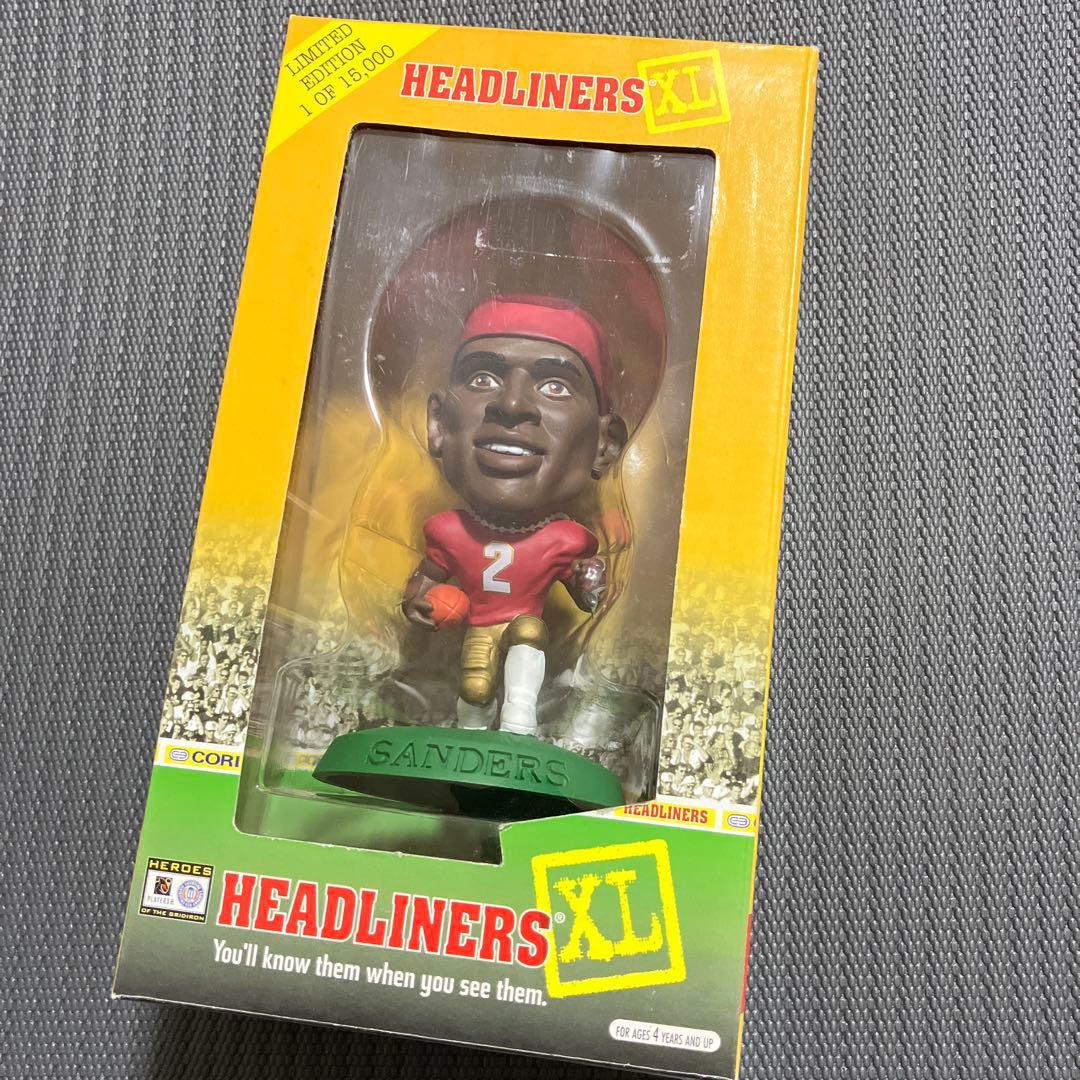 LIMITED
EDITION
1 OF 15,000
HEADLINERS® XL
2
SANDERS
CORI
HEADLINERS
HEROES
PLAYERS
OF THE GRIDIRON
HEADLINERS® XL
You'll know them when you see them.
FOR AGES 4 YEARS AND UP